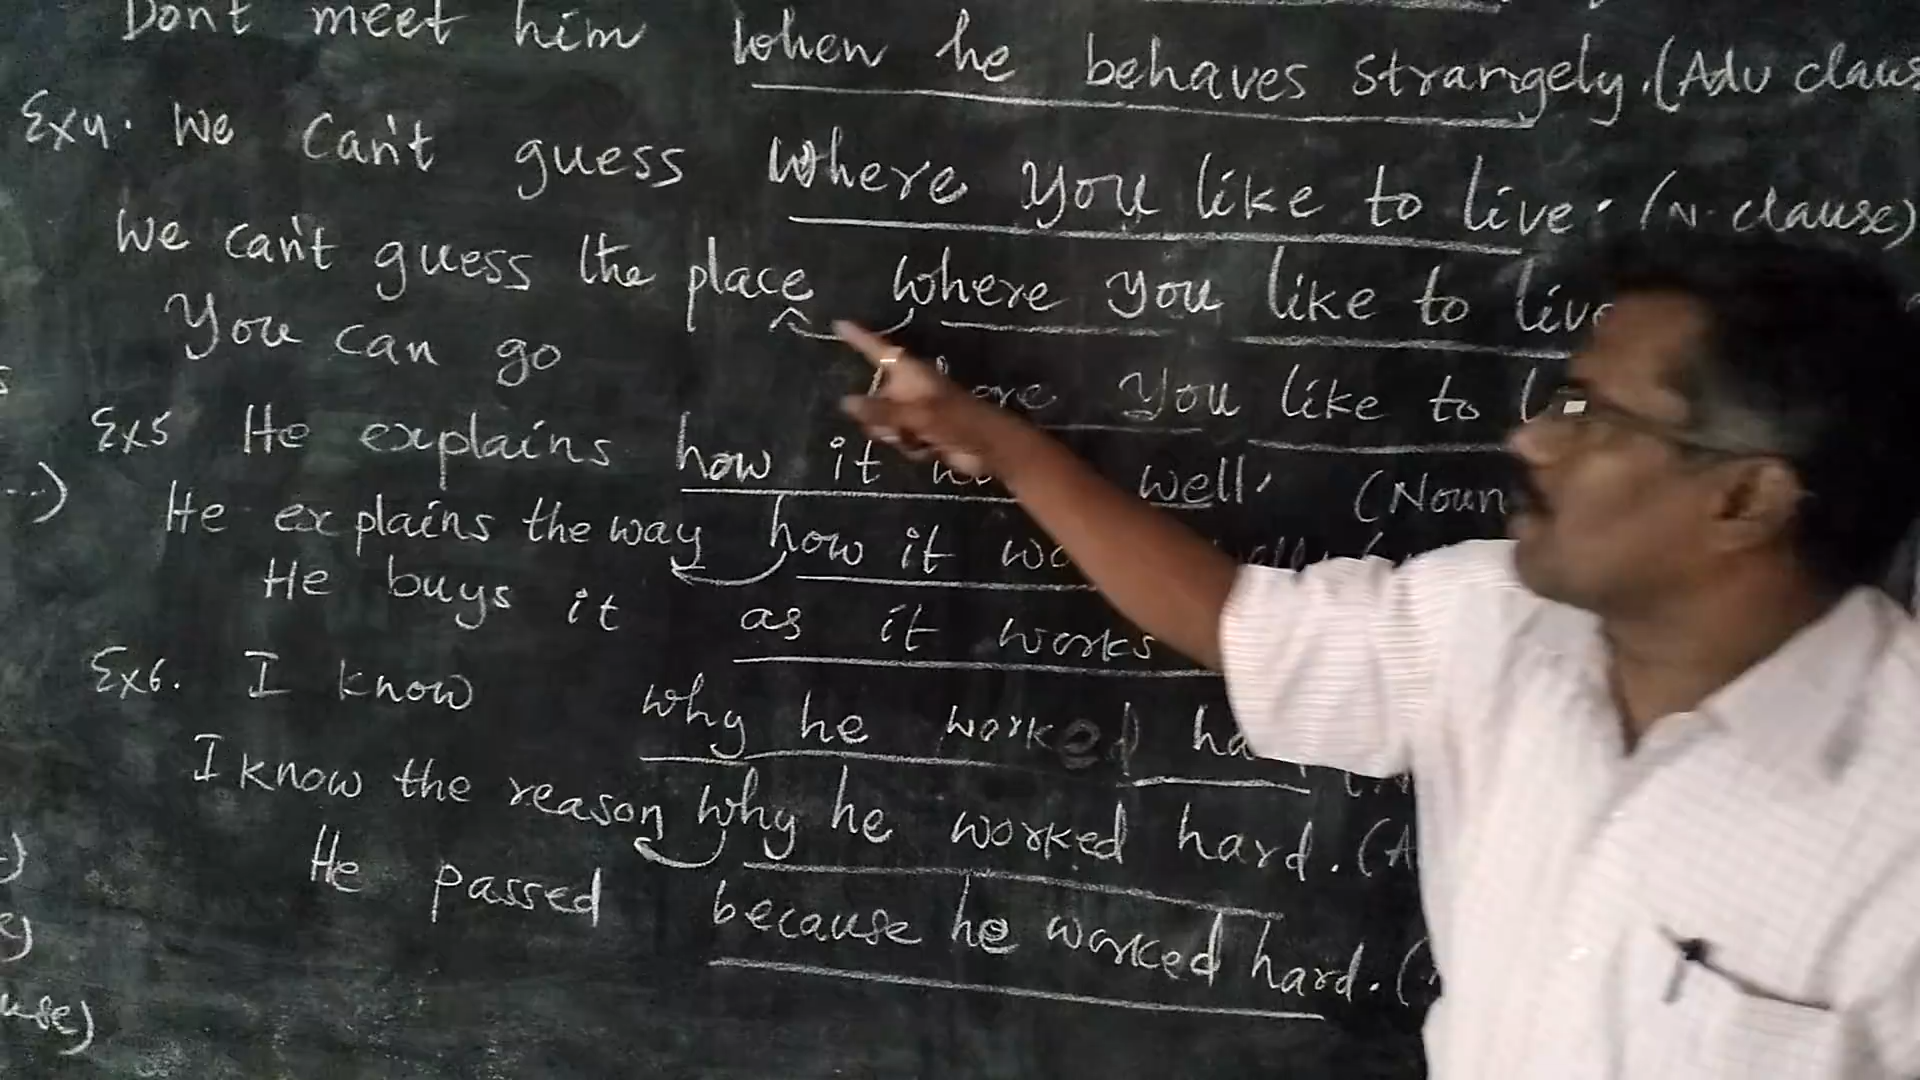 Don't meet him when he behaves strangely. (Adv claus
Ex4. We can't guess where you like to live. (N. clause)
We can't guess the place where you like to live
You can go where you like to l
Ex5 He explains how it well, (Noun
He explains the way how it wo
He buys it as it works
Ex6. I know why he worked ha
I know the reason why he worked hard. (A
He passed because he worked hard. (
use)